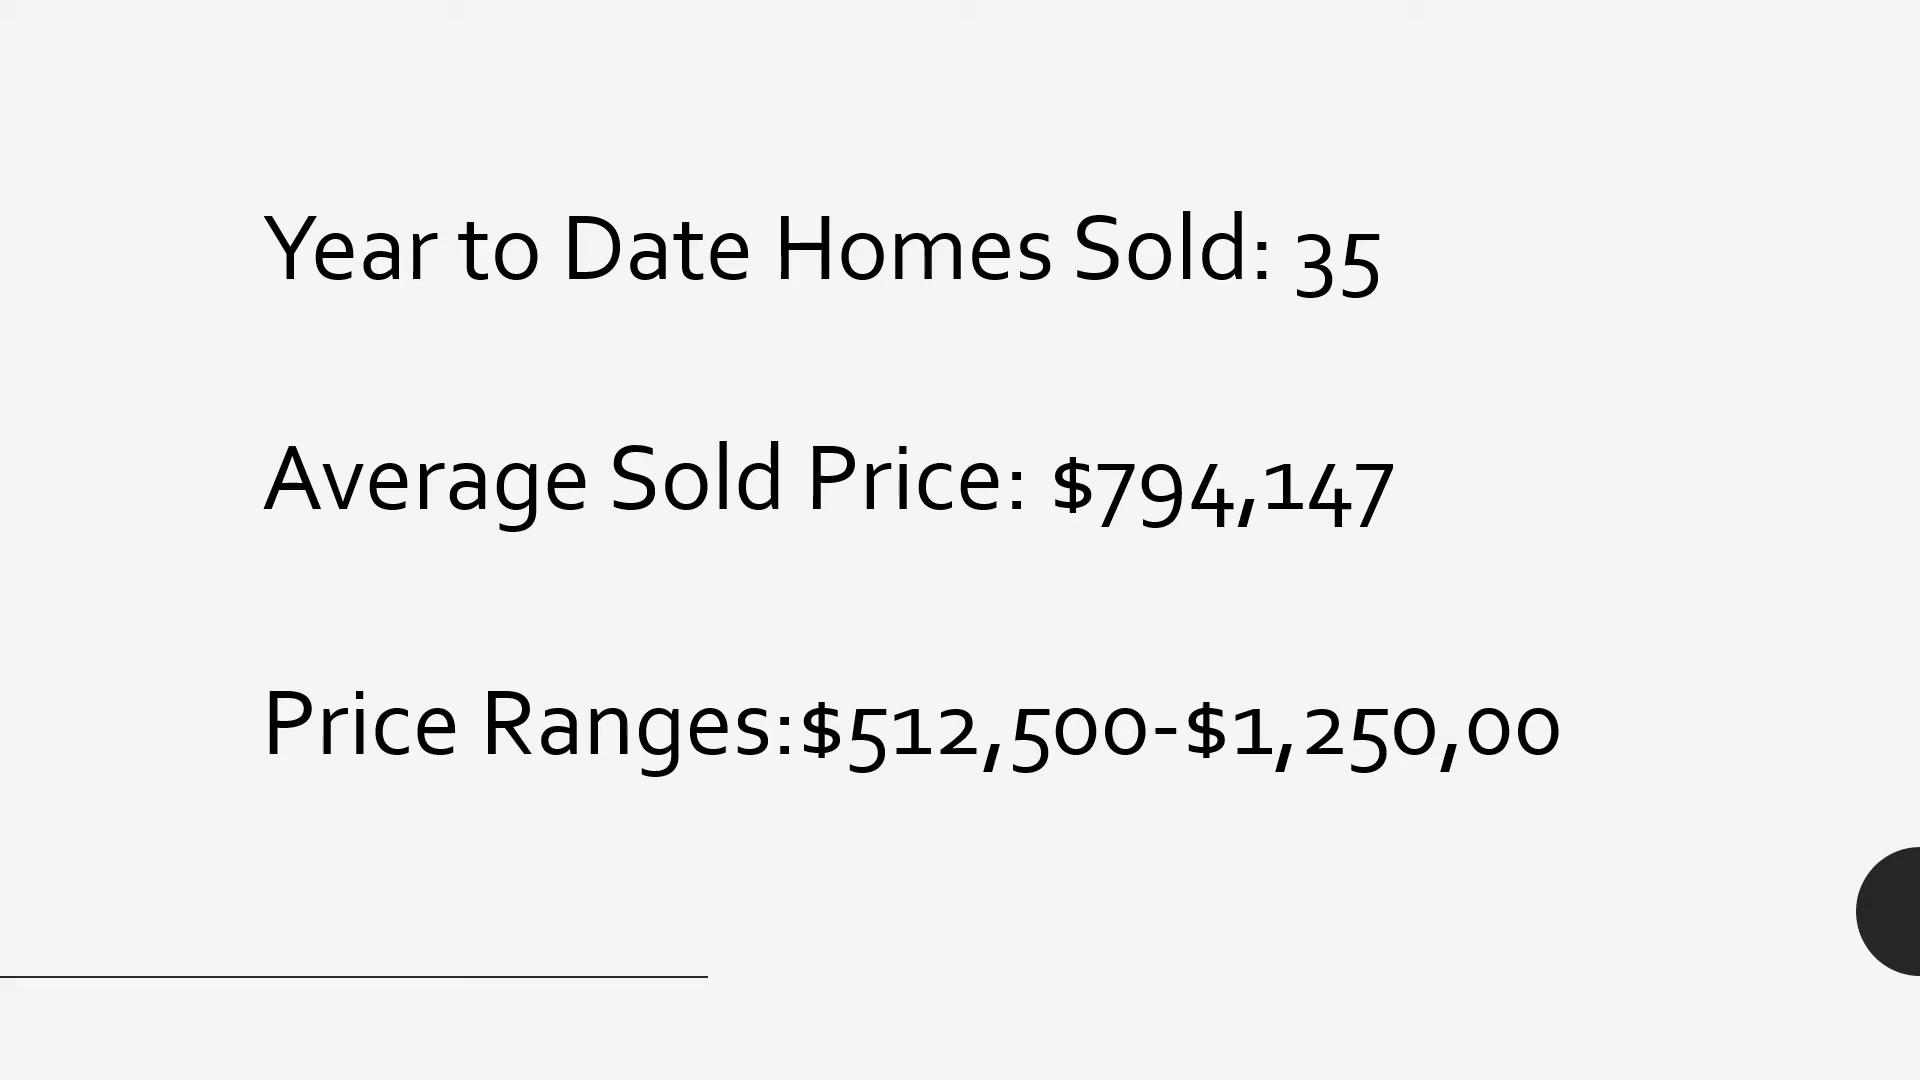 Year to Date Homes Sold: 35
Average Sold Price: $794,147
Price Ranges:$512,500-$1,250,00